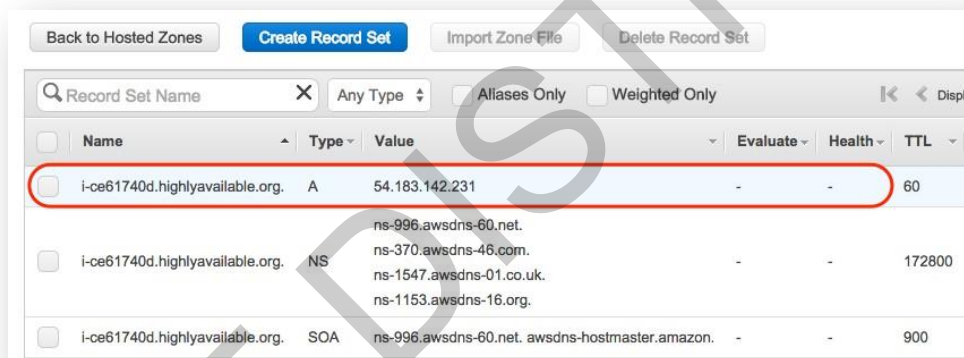 Back to Hosted Zones Create Record Set Import Zone File Delete Record Set
Record Set Name X Any Type Aliases Only Weighted Only Displ
Name Type Value Evaluate Health TTL
i-ce61740d.highlyavailable.org. A 54.183.142.231 - - 60
ns-996.awsdns-60.net.
ns-370.awsdns-46.com.
i-ce61740d.highlyavailable.org. NS - - 172800
ns-1547.awsdns-01.co.uk.
ns-1153.awsdns-16.org.
i-ce61740d.highlyavailable.org. SOA ns-996.awsdns-60.net. awsdns-hostmaster.amazon. - - 900